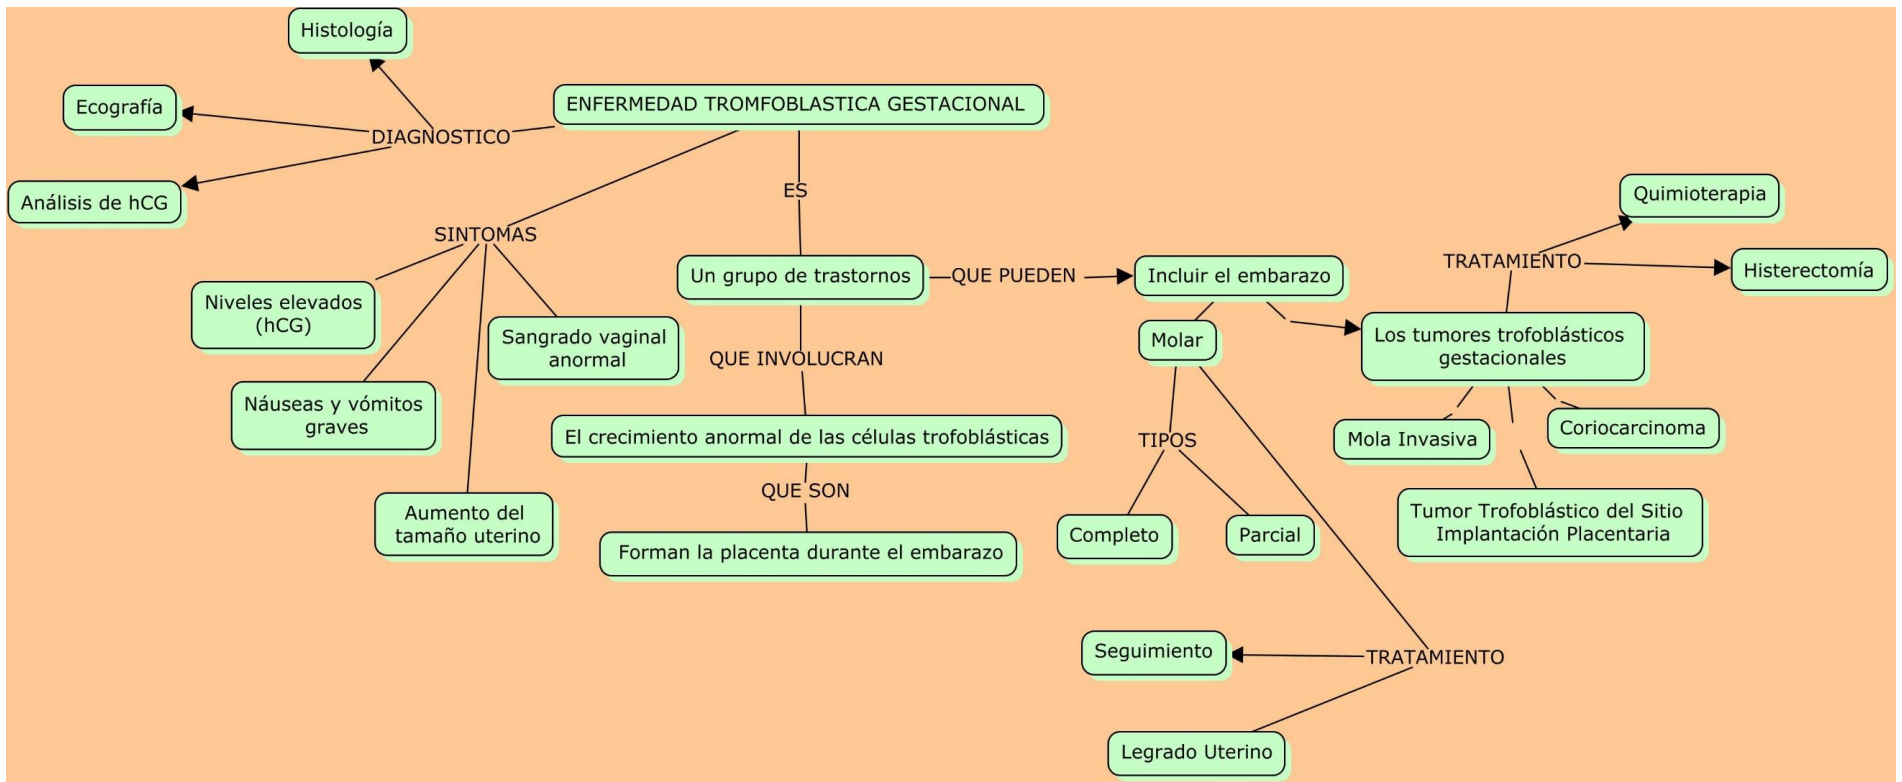 Histología
Ecografía
ENFERMEDAD TROMFOBLASTICA GESTACIONAL
DIAGNOSTICO
Análisis de hCG
ES
SINTOMAS
Niveles elevados
(hCG)
Sangrado vaginal
anormal
Náuseas y vómitos
graves
Aumento del
tamaño uterino
Un grupo de trastornos
QUE INVOLUCRAN
El crecimiento anormal de las células trofoblásticas
QUE SON
Forman la placenta durante el embarazo
QUE PUEDEN
Incluir el embarazo
Molar
TIPOS
Completo
Parcial
TRATAMIENTO
Seguimiento
Legrado Uterino
Quimioterapia
TRATAMIENTO
Histerectomía
Los tumores trofoblásticos
gestacionales
Mola Invasiva
Coriocarcinoma
Tumor Trofoblástico del Sitio
Implantación Placentaria